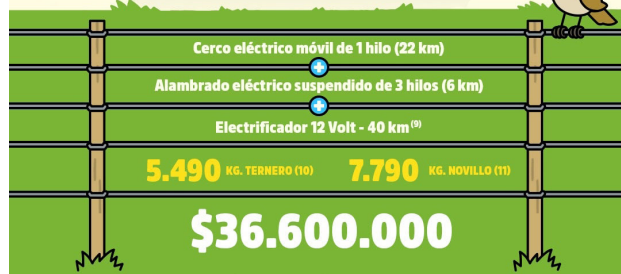 Cerco eléctrico móvil de 1 hilo (22 km)
+
Alambrado eléctrico suspendido de 3 hilos (6 km)
+
Electrificador 12 Volt - 40 km (9)
5.490 KG. TERNERO (10) 7.790 KG. NOVILLO (11)
$36.600.000